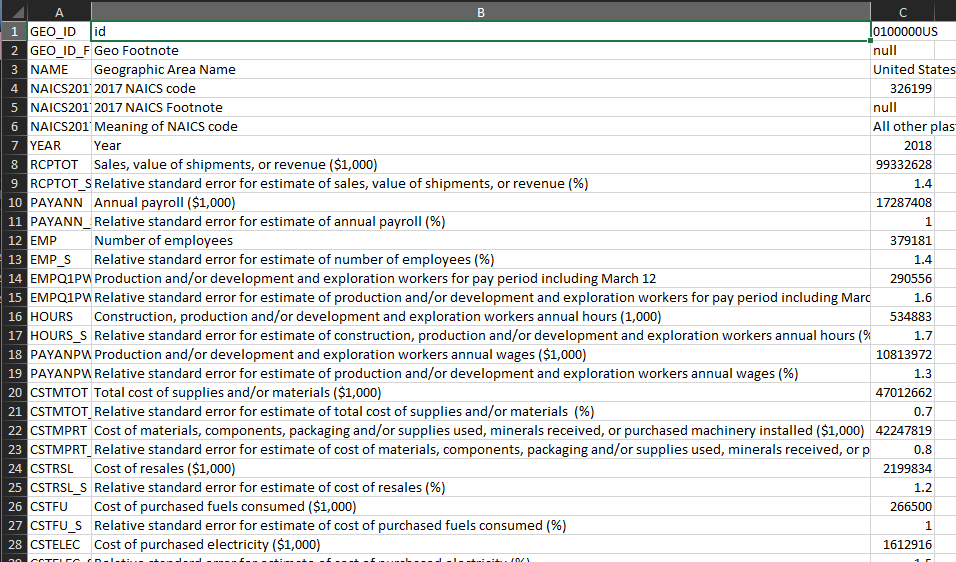 A B C
1 GEO_ID id 0100000US
2 GEO_ID_F Geo Footnote null
3 NAME Geographic Area Name United States
4 NAICS201 2017 NAICS code 326199
5 NAICS201 2017 NAICS Footnote null
6 NAICS201 Meaning of NAICS code All other plas
7 YEAR Year 2018
8 RCPTOT Sales, value of shipments, or revenue ($1,000) 99332628
9 RCPTOT_S Relative standard error for estimate of sales, value of shipments, or revenue (%) 1.4
10 PAYANN Annual payroll ($1,000) 17287408
11 PAYANN_ Relative standard error for estimate of annual payroll (%) 1
12 EMP Number of employees 379181
13 EMP_S Relative standard error for estimate of number of employees (%) 1.4
14 EMPQ1PW Production and/or development and exploration workers for pay period including March 12 290556
15 EMPQ1PW Relative standard error for estimate of production and/or development and exploration workers for pay period including Marc 1.6
16 HOURS Construction, production and/or development and exploration workers annual hours (1,000) 534883
17 HOURS_S Relative standard error for estimate of construction, production and/or development and exploration workers annual hours (% 1.7
18 PAYANPW Production and/or development and exploration workers annual wages ($1,000) 10813972
19 PAYANPW Relative standard error for estimate of production and/or development and exploration workers annual wages (%) 1.3
20 CSTMTOT Total cost of supplies and/or materials ($1,000) 47012662
21 CSTMTOT_ Relative standard error for estimate of total cost of supplies and/or materials (%) 0.7
22 CSTMPRT Cost of materials, components, packaging and/or supplies used, minerals received, or purchased machinery installed ($1,000) 42247819
23 CSTMPRT_ Relative standard error for estimate of cost of materials, components, packaging and/or supplies used, minerals received, or p 0.8
24 CSTRSL Cost of resales ($1,000) 2199834
25 CSTRSL_S Relative standard error for estimate of cost of resales (%) 1.2
26 CSTFU Cost of purchased fuels consumed ($1,000) 266500
27 CSTFU_S Relative standard error for estimate of cost of purchased fuels consumed (%) 1
28 CSTELEC Cost of purchased electricity ($1,000) 1612916